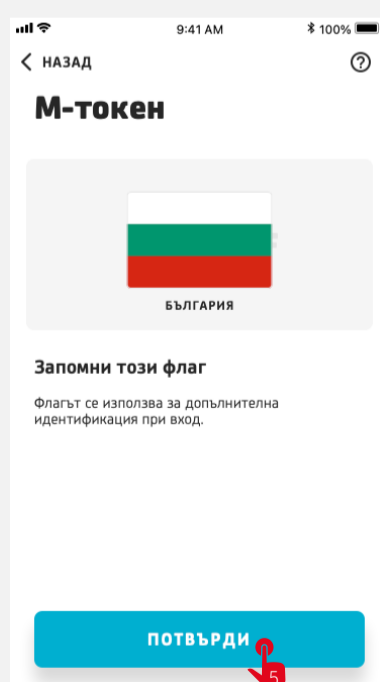 9:41 AM
100%
НАЗАД
М-токен
БЪЛГАРИЯ
Запомни този флаг
Флагът се използва за допълнителна
идентификация при вход.
ПОТВЪРДИ
5